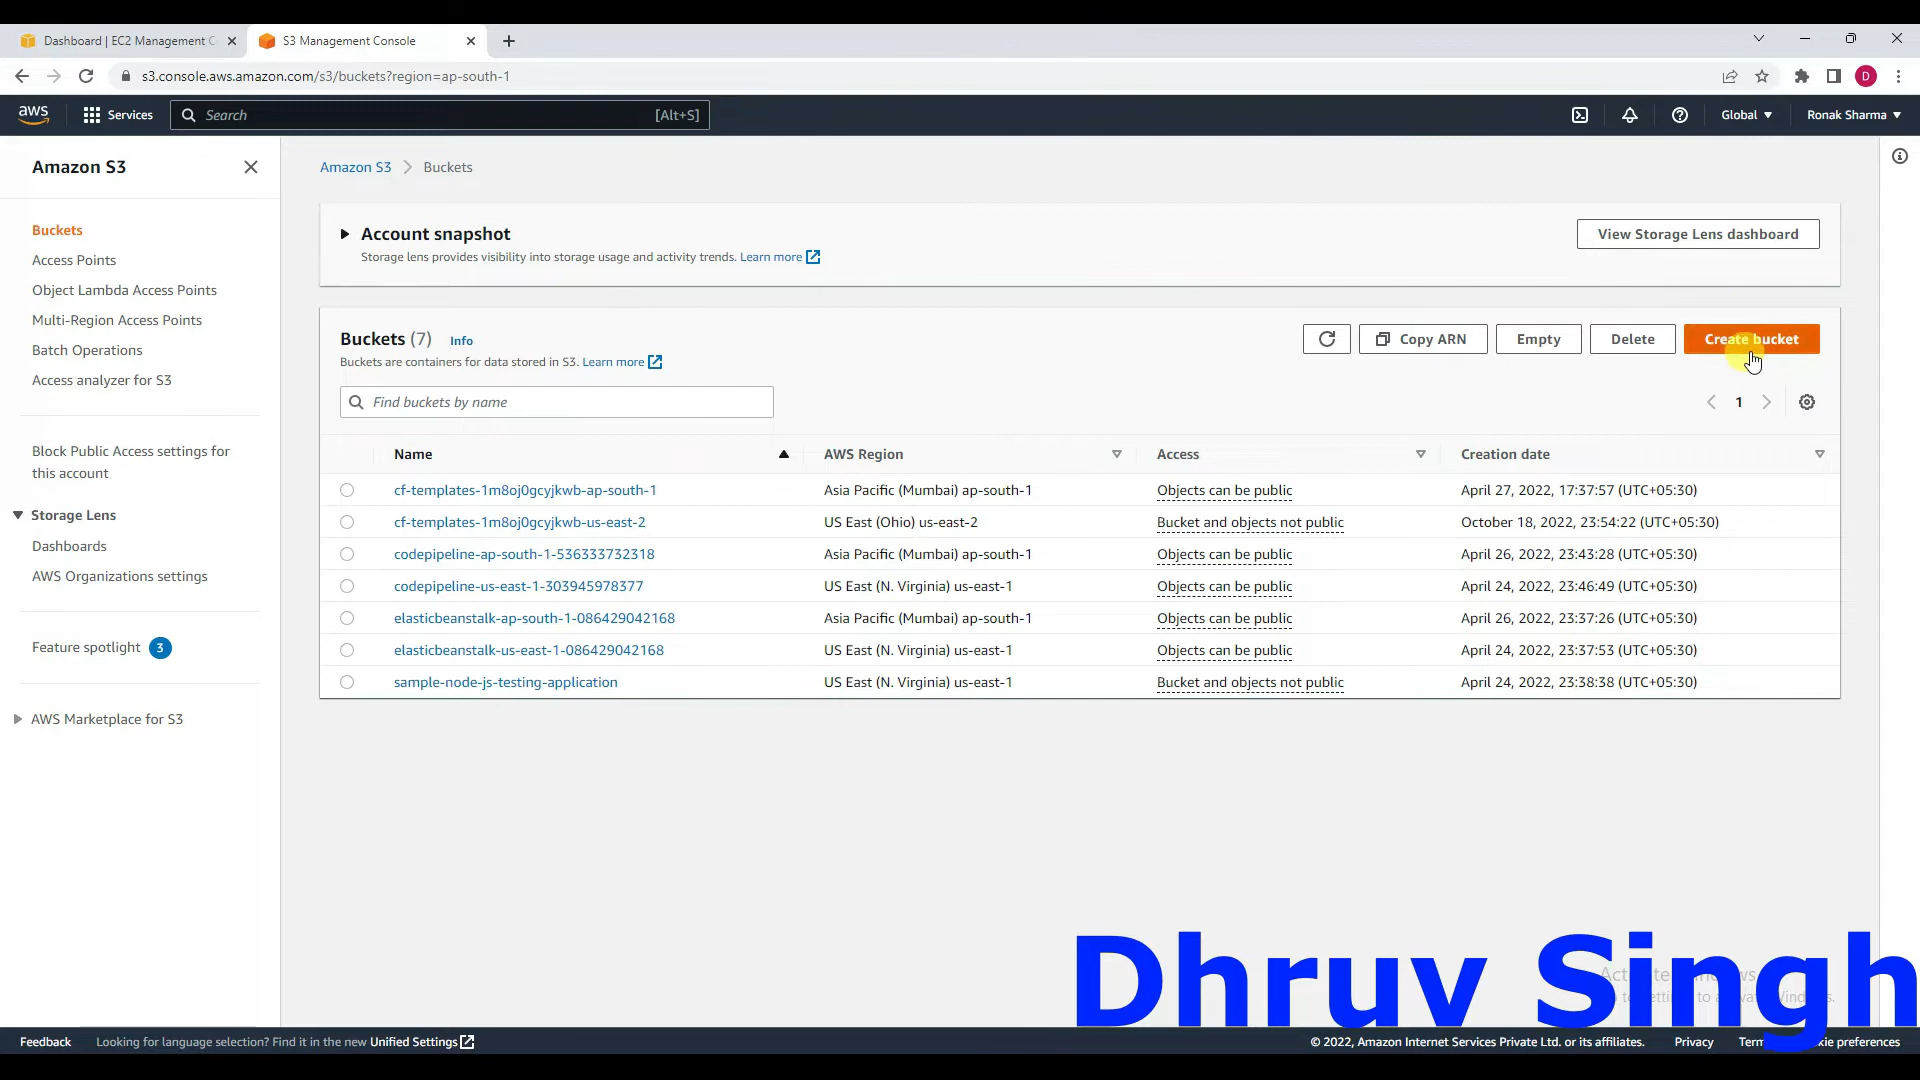 Dashboard | EC2 Management C
S3 Management Console
s3.console.aws.amazon.com/s3/buckets?region=ap-south-1
D
aws
Services
Search
[Alt+S]
Global
Ronak Sharma
Amazon S3
Buckets
Access Points
Object Lambda Access Points
Multi-Region Access Points
Batch Operations
Access analyzer for S3
Block Public Access settings for
this account
Storage Lens
Dashboards
AWS Organizations settings
Feature spotlight 3
AWS Marketplace for S3
Amazon S3 Buckets
Account snapshot
View Storage Lens dashboard
Storage lens provides visibility into storage usage and activity trends. Learn more
Buckets (7) Info
Copy ARN
Empty
Delete
Create bucket
Buckets are containers for data stored in S3. Learn more
Find buckets by name
1
Name AWS Region Access Creation date
cf-templates-1m8oj0gcyjkwb-ap-south-1 Asia Pacific (Mumbai) ap-south-1 Objects can be public April 27, 2022, 17:37:57 (UTC+05:30)
cf-templates-1m8oj0gcyjkwb-us-east-2 US East (Ohio) us-east-2 Bucket and objects not public October 18, 2022, 23:54:22 (UTC+05:30)
codepipeline-ap-south-1-536333732318 Asia Pacific (Mumbai) ap-south-1 Objects can be public April 26, 2022, 23:43:28 (UTC+05:30)
codepipeline-us-east-1-303945978377 US East (N. Virginia) us-east-1 Objects can be public April 24, 2022, 23:46:49 (UTC+05:30)
elasticbeanstalk-ap-south-1-086429042168 Asia Pacific (Mumbai) ap-south-1 Objects can be public April 26, 2022, 23:37:26 (UTC+05:30)
elasticbeanstalk-us-east-1-086429042168 US East (N. Virginia) us-east-1 Objects can be public April 24, 2022, 23:37:53 (UTC+05:30)
sample-node-js-testing-application US East (N. Virginia) us-east-1 Bucket and objects not public April 24, 2022, 23:38:38 (UTC+05:30)
Dhruv Singh
Feedback Looking for language selection? Find it in the new Unified Settings
© 2022, Amazon Internet Services Private Ltd. or its affiliates. Privacy preferences